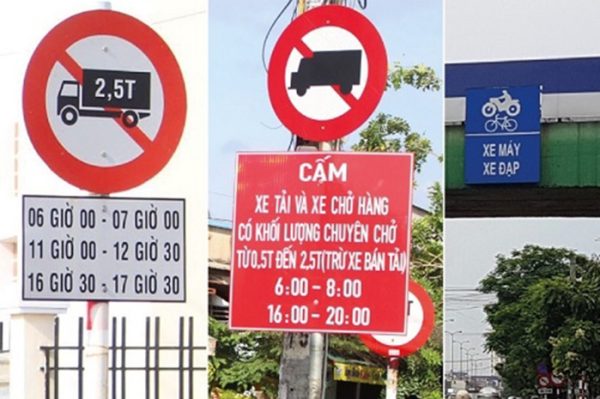 2,5T
06 GIỜ 00 - 07 GIỜ 00
11 GIỜ 00 - 12 GIỜ 30
16 GIỜ 30 - 17 GIỜ 30
CẤM
XE TẢI VÀ XE CHỞ HÀNG
CÓ KHỐI LƯỢNG CHUYÊN CHỞ
TỪ 0,5T ĐẾN 2,5T(TRỪ XE BÁN TẢI)
6:00 - 8:00
16:00 - 20:00
XE MÁY
XE ĐẠP